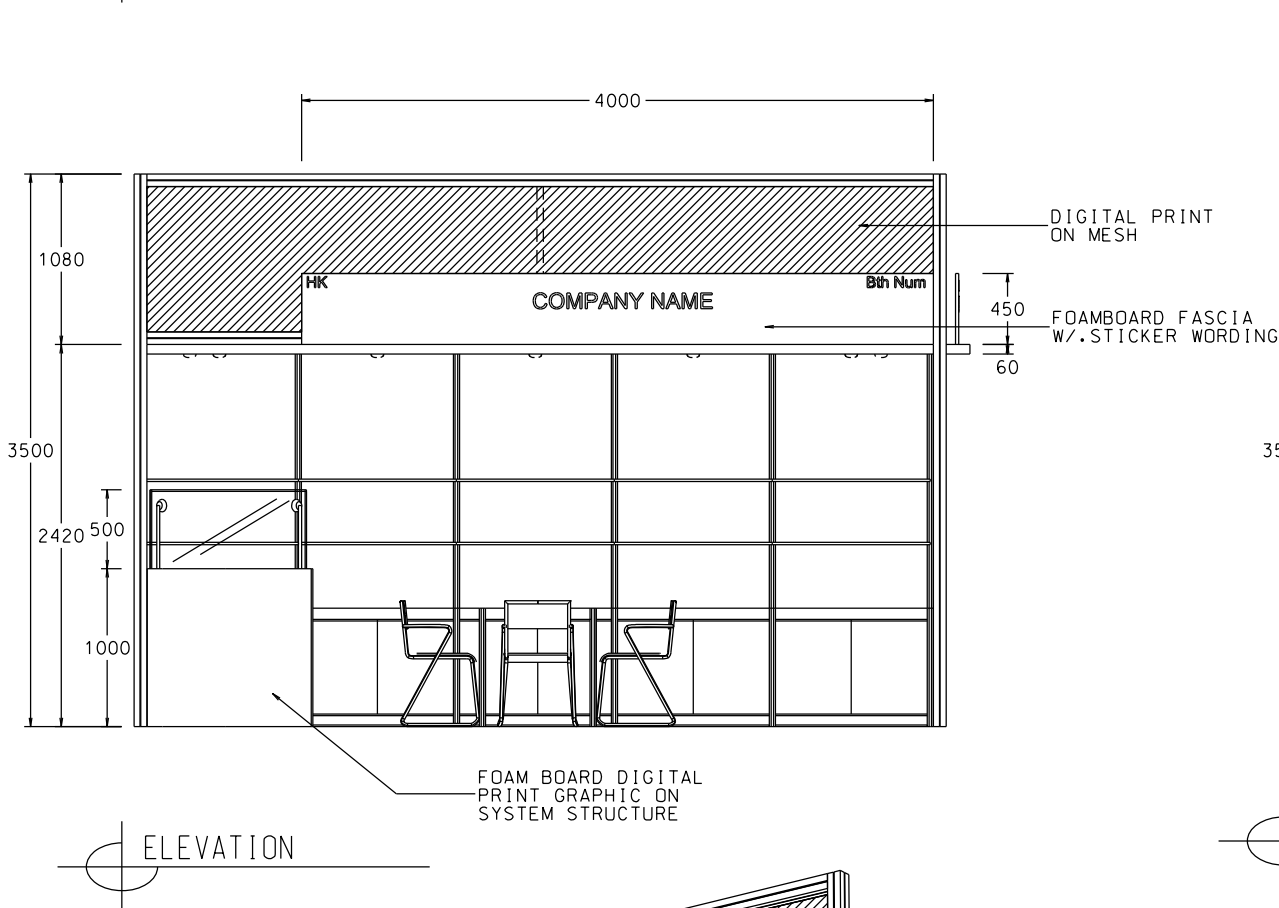 4000
DIGITAL PRINT
ON MESH
1080
HK
Bth Num
COMPANY NAME
450
FOAMBOARD FASCIA
W/.STICKER WORDING
60
3500
2420
500
1000
FOAM BOARD DIGITAL
PRINT GRAPHIC ON
SYSTEM STRUCTURE
ELEVATION